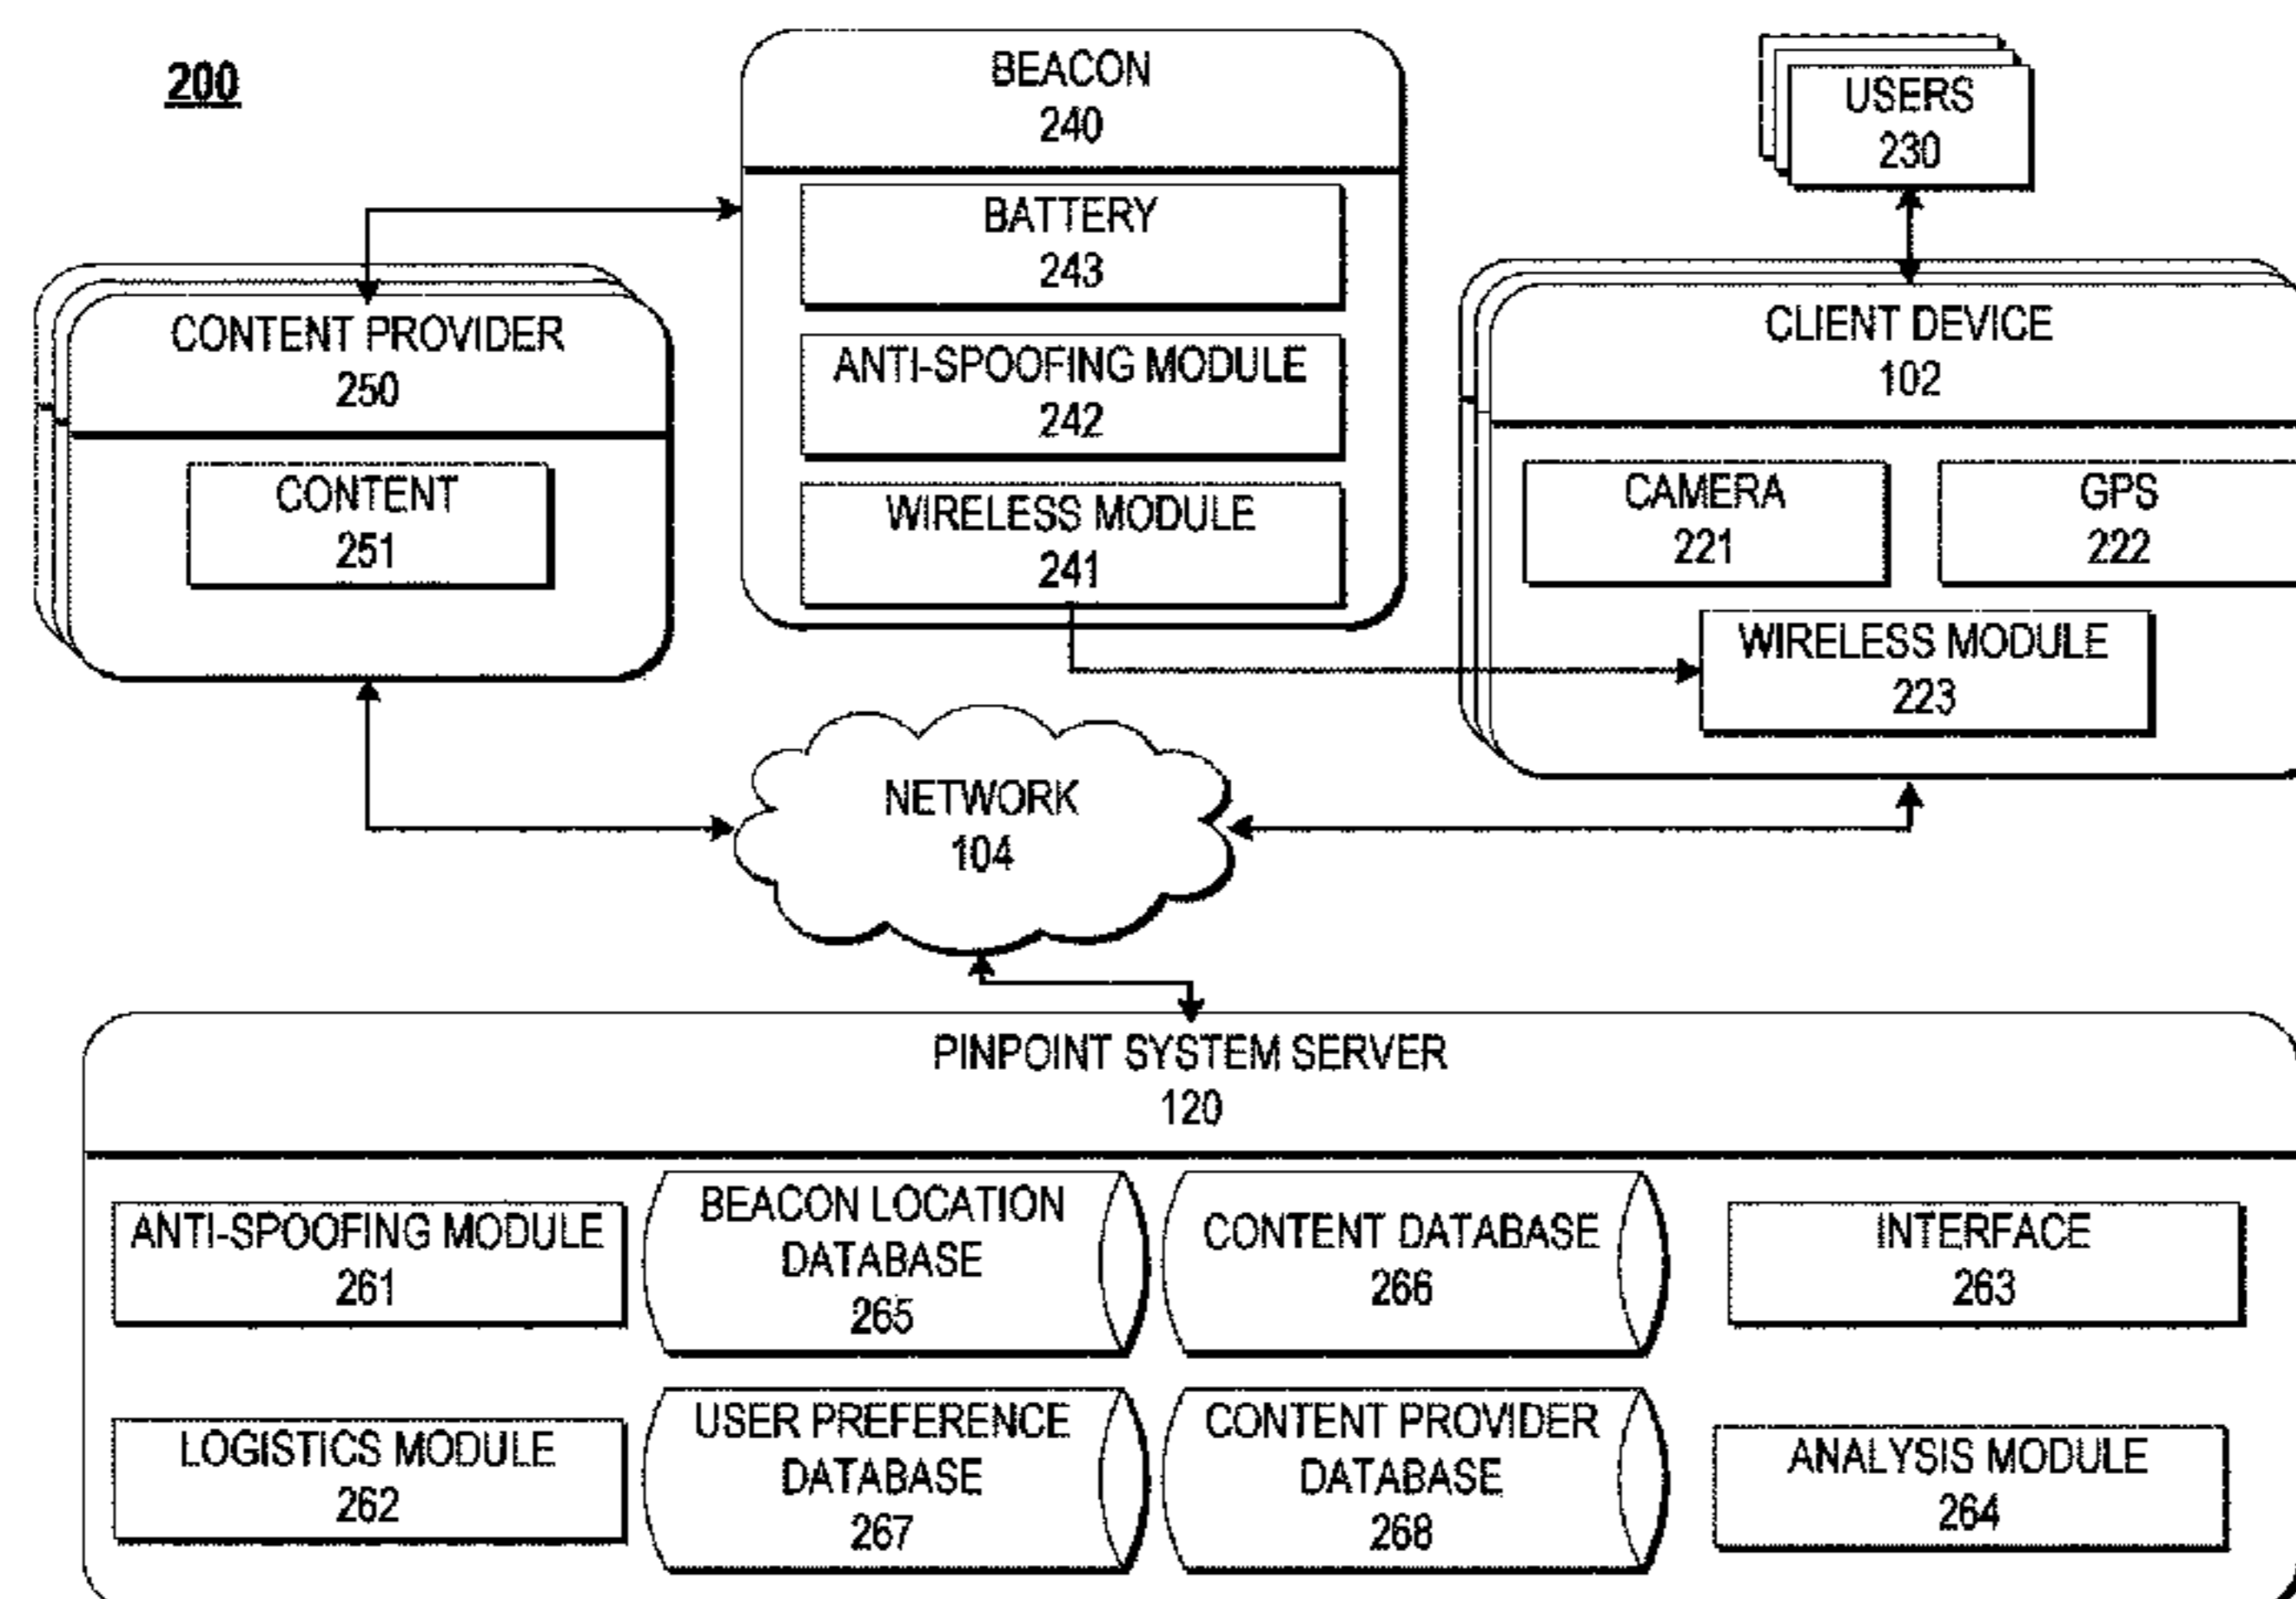 200
BEACON
240
BATTERY
243
ANTI-SPOOFING MODULE
242
WIRELESS MODULE
241
USERS
230
CONTENT PROVIDER
250
CONTENT
251
CLIENT DEVICE
102
CAMERA
221
GPS
222
WIRELESS MODULE
223
NETWORK
104
PINPOINT SYSTEM SERVER
120
ANTI-SPOOFING MODULE
261
BEACON LOCATION
DATABASE
265
CONTENT DATABASE
266
INTERFACE
263
LOGISTICS MODULE
262
USER PREFERENCE
DATABASE
267
CONTENT PROVIDER
DATABASE
268
ANALYSIS MODULE
264